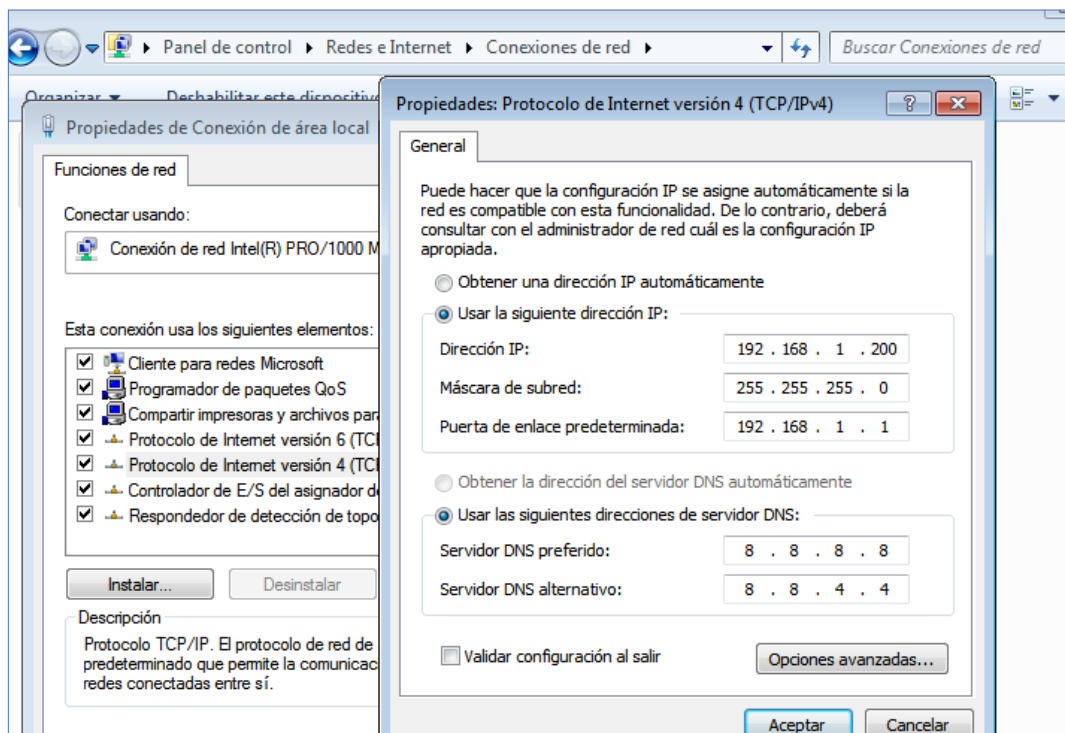 Panel de control Redes e Internet Conexiones de red
Buscar Conexiones de red
Organizar Deshabilitar este dispositivo
Propiedades de Conexión de área local
Funciones de red
Conectar usando:
Conexión de red Intel(R) PRO/1000 M
Esta conexión usa los siguientes elementos:
Cliente para redes Microsoft
Programador de paquetes QoS
Compartir impresoras y archivos para
Protocolo de Internet versión 6 (TC
Protocolo de Internet versión 4 (TC
Controlador de E/S del asignador de
Respondedor de detección de topo
Instalar...
Desinstalar
Descripción
Protocolo TCP/IP. El protocolo de red de
predeterminado que permite la comunicac
redes conectadas entre sí.
Propiedades: Protocolo de Internet versión 4 (TCP/IPv4)
General
Puede hacer que la configuración IP se asigne automáticamente si la
red es compatible con esta funcionalidad. De lo contrario, deberá
consultar con el administrador de red cuál es la configuración IP
apropiada.
Obtener una dirección IP automáticamente
Usar la siguiente dirección IP:
Dirección IP: 192 . 168 . 1 . 200
Máscara de subred: 255 . 255 . 255 . 0
Puerta de enlace predeterminada: 192 . 168 . 1 . 1
Obtener la dirección del servidor DNS automáticamente
Usar las siguientes direcciones de servidor DNS:
Servidor DNS preferido: 8 . 8 . 8 . 8
Servidor DNS alternativo: 8 . 8 . 4 . 4
Validar configuración al salir
Opciones avanzadas...
Aceptar
Cancelar